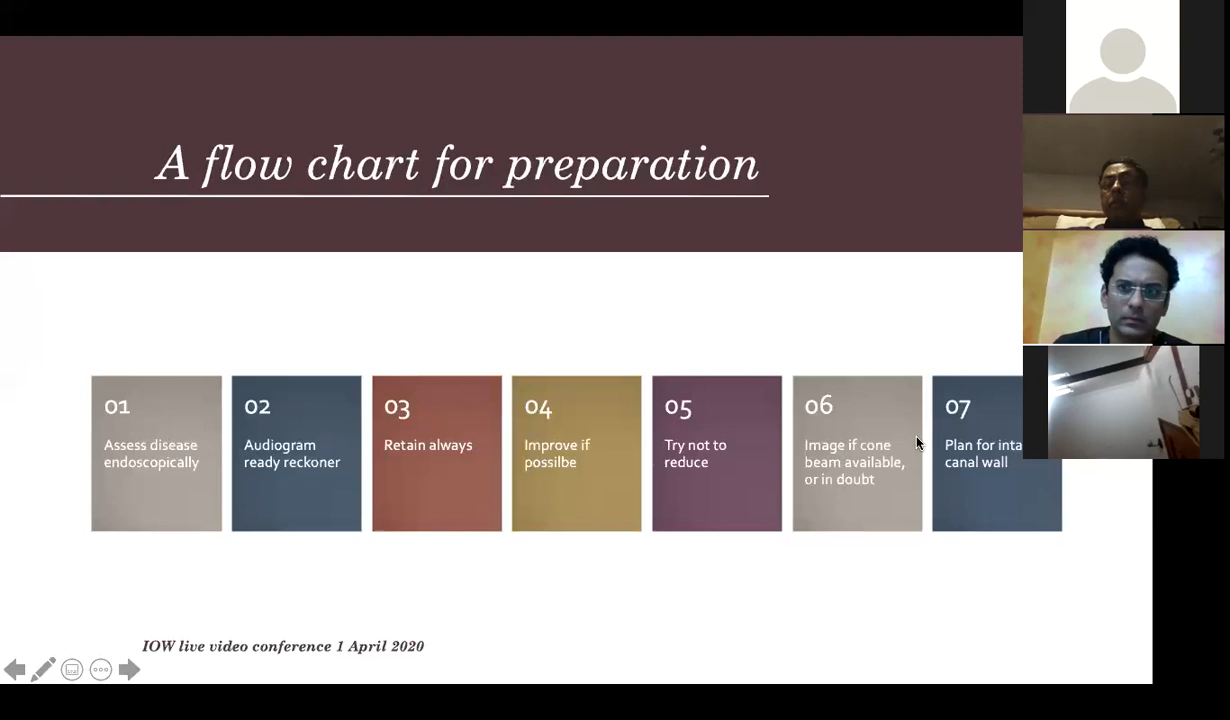 A flow chart for preparation
01
Assess disease
endoscopically
02
Audiogram
ready reckoner
03
Retain always
04
Improve if
possilbe
05
Try not to
reduce
06
Image if cone
beam available,
or in doubt
07
Plan for
canal wall
IOW live video conference 1 April 2020